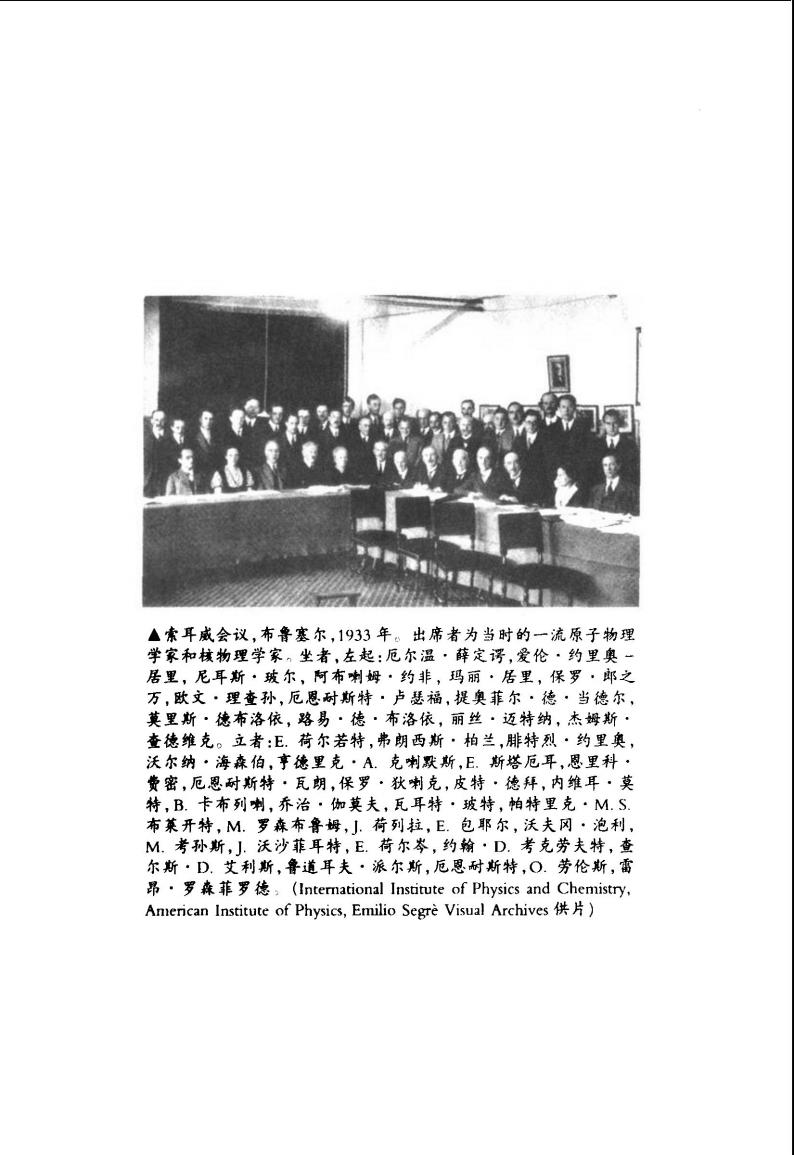 ▲索耳威会议,布鲁塞尔,1933 年。出席者为当时的一流原子物理
学家和核物理学家。坐者,左起:厄尔温·薛定谔,爱伦·约里奥-
居里,尼耳斯·玻尔,阿布喇姆·约非,玛丽·居里,保罗·郎之
万,欧文·理查孙,厄恩耐斯特·卢瑟福,提奥菲尔·德·当德尔,
莫里斯·德布洛依,路易·德·布洛依,丽丝·迈特纳,杰姆斯·
查德维克。立者:E. 荷尔若特,弗朗西斯·柏兰,腓特烈·约里奥,
沃尔纳·海森伯,亨德里克·A. 克喇默斯,E. 斯塔厄耳,恩里科·
费密,厄恩耐斯特·瓦朗,保罗·狄喇克,皮特·德拜,内维耳·莫
特,B. 卡布列喇,乔治·伽莫夫,瓦耳特·玻特,帕特里克·M. S.
布莱开特,M. 罗森布鲁姆,J. 荷列拉,E. 包耶尔,沃夫冈·泡利,
M. 考孙斯,J. 沃沙菲耳特,E. 荷尔岑,约翰·D. 考克劳夫特,查
尔斯·D. 艾利斯,鲁道耳夫·派尔斯,厄恩耐斯特,O. 劳伦斯,雷
昂·罗森菲罗德。(International Institute of Physics and Chemistry,
American Institute of Physics, Emilio Segrè Visual Archives 供片)